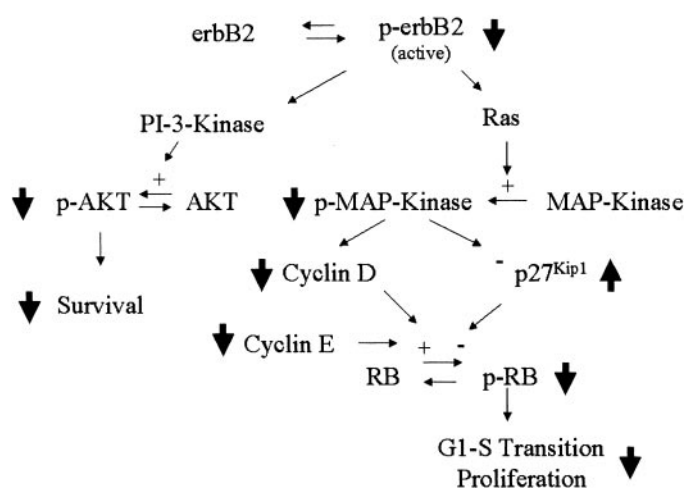 erbB2 p-erbB2
(active)
PI-3-Kinase Ras
+ +
p-AKT AKT p-MAP-Kinase MAP-Kinase
Cyclin D - p27Kip1
Survival
Cyclin E + -
RB p-RB
G1-S Transition
Proliferation